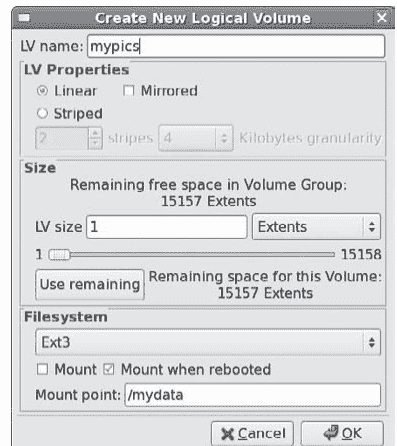 Create New Logical Volume
LV name: mypics
LV Properties
Linear Mirrored
Striped
2 stripes 4 Kilobytes granularity
Size
Remaining free space in Volume Group:
15157 Extents
LV size 1 Extents
1 15158
Use remaining Remaining space for this Volume:
15157 Extents
Filesystem
Ext3
Mount Mount when rebooted
Mount point: /mydata
Cancel OK